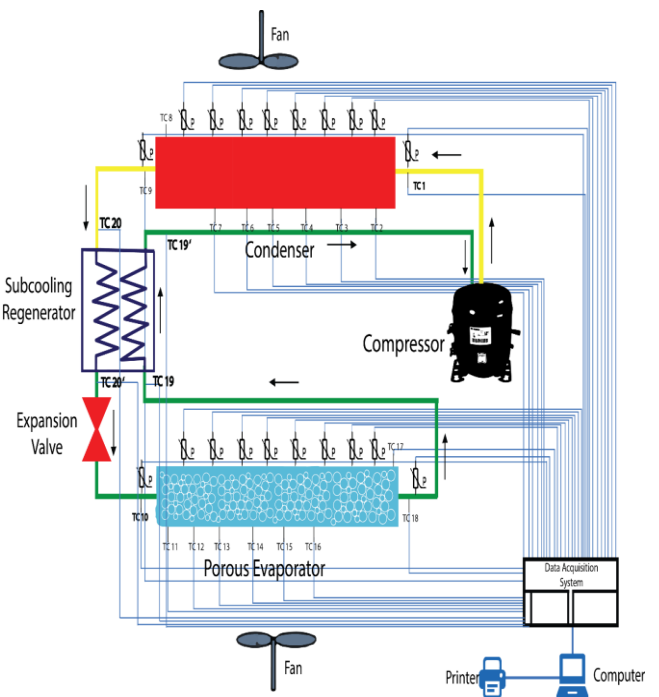 Fan
P P P P P P P P
TC 8
P
P
TC 9
TC1
TC 20
TC 7
TC 6
TC 5
TC 4
TC 3
TC 2
TC 19'
Condenser
Subcooling
Regenerator
Compressor
TC 20'
TC 19
Expansion
Valve
P P P P P P P P
TC 17
P
P
TC 10
TC 18
TC 11
TC 12
TC 13
TC 14
TC 15
TC 16
Porous Evaporator
Data Acquisition
System
Fan
Printer
Computer